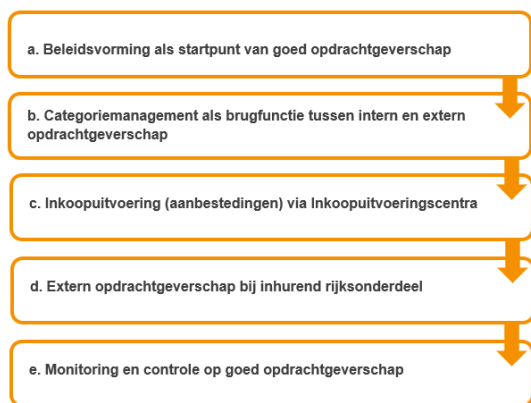 a. Beleidsvorming als startpunt van goed opdrachtgeverschap
b. Categoriemanagement als brugfunctie tussen intern en extern
opdrachtgeverschap
c. Inkoopuitvoering (aanbestedingen) via Inkoopuitvoeringscentra
d. Extern opdrachtgeverschap bij inhurend rijksonderdeel
e. Monitoring en controle op goed opdrachtgeverschap